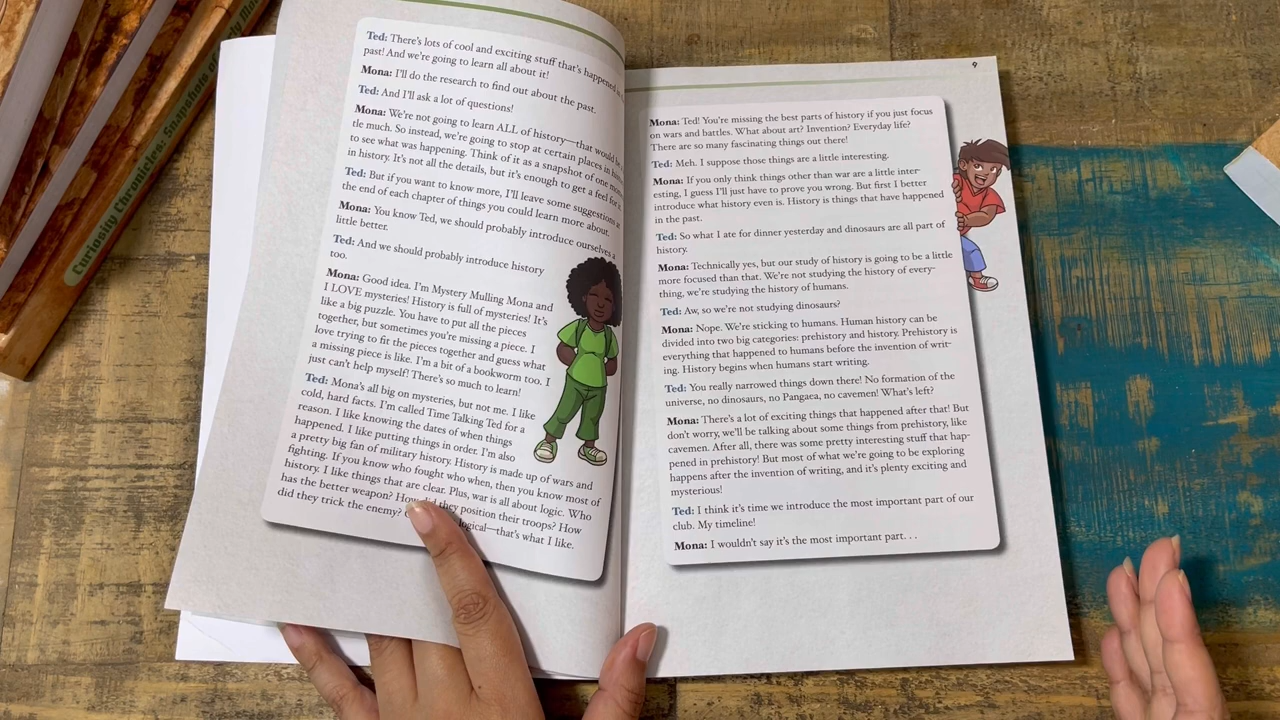 Curiosity Chronicles: Snapshots of
Ted: There's lots of cool and exciting stuff that's happened
past! And we're going to learn all about it!
Mona: I'll do the research to find out about the past.
Ted: And I'll ask a lot of questions!
Mona: We're not going to learn ALL of history—that would be
tle much. So instead, we're going to stop at certain places in
to see what was happening. Think of it as a snapshot of one
in history. It's not all the details, but it's enough to get a feel for it.
Ted: But if you want to know more, I'll leave some suggestions at
the end of each chapter of things you could learn more about.
Mona: You know Ted, we should probably introduce ourselves a
little better.
Ted: And we should probably introduce history
too.
Mona: Good idea. I'm Mystery Mulling Mona and
I LOVE mysteries! History is full of mysteries! It's
like a big puzzle. You have to put all the pieces
together, but sometimes you're missing a piece. I
love trying to fit the pieces together and guess what
a missing piece is like. I'm a bit of a bookworm too. I
just can't help myself! There's so much to learn!
Ted: Mona's all big on mysteries, but not me. I like
cold, hard facts. I'm called Time Talking Ted for a
reason. I like knowing the dates of when things
happened. I like putting things in order. I'm also
a pretty big fan of military history. History is made up of wars and
fighting. If you know who fought who when, then you know most of
history. I like things that are clear. Plus, war is all about logic. Who
has the better weapon? How did they position their troops? How
did they trick the enemy? logical—that's what I like.
9
Mona: Ted! You're missing the best parts of history if you just focus
on wars and battles. What about art? Invention? Everyday life?
There are so many fascinating things out there!
Ted: Meh. I suppose those things are a little interesting.
Mona: If you only think things other than war are a little inter-
esting, I guess I'll just have to prove you wrong. But first I better
introduce what history even is. History is things that have happened
in the past.
Ted: So what I ate for dinner yesterday and dinosaurs are all part of
history.
Mona: Technically yes, but our study of history is going to be a little
more focused than that. We're not studying the history of every-
thing, we're studying the history of humans.
Ted: Aw, so we're not studying dinosaurs?
Mona: Nope. We're sticking to humans. Human history can be
divided into two big categories: prehistory and history. Prehistory is
everything that happened to humans before the invention of writ-
ing. History begins when humans start writing.
Ted: You really narrowed things down there! No formation of the
universe, no dinosaurs, no Pangaea, no cavemen! What's left?
Mona: There's a lot of exciting things that happened after that! But
don't worry, we'll be talking about some things from prehistory, like
cavemen. After all, there was some pretty interesting stuff that hap-
pened in prehistory! But most of what we're going to be exploring
happens after the invention of writing, and it's plenty exciting and
mysterious!
Ted: I think it's time we introduce the most important part of our
club. My timeline!
Mona: I wouldn't say it's the most important part. . .